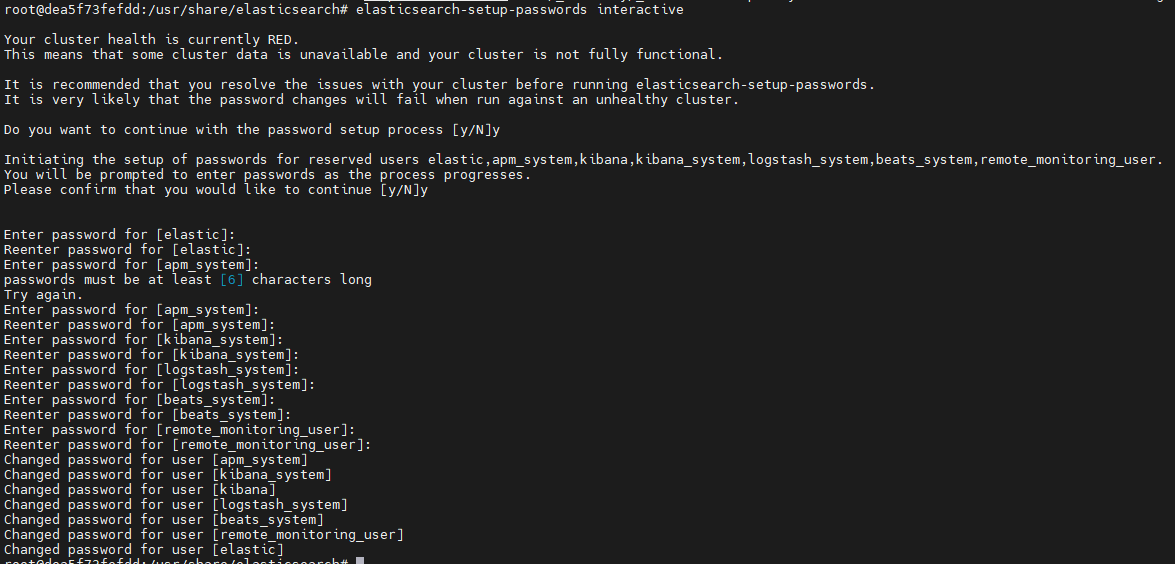 root@dea5f73fefdd:/usr/share/elasticsearch# elasticsearch-setup-passwords interactive
Your cluster health is currently RED.
This means that some cluster data is unavailable and your cluster is not fully functional.
It is recommended that you resolve the issues with your cluster before running elasticsearch-setup-passwords.
It is very likely that the password changes will fail when run against an unhealthy cluster.
Do you want to continue with the password setup process [y/N]y
Initiating the setup of passwords for reserved users elastic,apm_system,kibana,kibana_system,logstash_system,beats_system,remote_monitoring_user.
You will be prompted to enter passwords as the process progresses.
Please confirm that you would like to continue [y/N]y
Enter password for [elastic]:
Reenter password for [elastic]:
Enter password for [apm_system]:
passwords must be at least [6] characters long
Try again.
Enter password for [apm_system]:
Reenter password for [apm_system]:
Enter password for [kibana_system]:
Reenter password for [kibana_system]:
Enter password for [logstash_system]:
Reenter password for [logstash_system]:
Enter password for [beats_system]:
Reenter password for [beats_system]:
Enter password for [remote_monitoring_user]:
Reenter password for [remote_monitoring_user]:
Changed password for user [apm_system]
Changed password for user [kibana_system]
Changed password for user [kibana]
Changed password for user [logstash_system]
Changed password for user [beats_system]
Changed password for user [remote_monitoring_user]
Changed password for user [elastic]
root@dea5f73fefdd:/usr/share/elasticsearch#